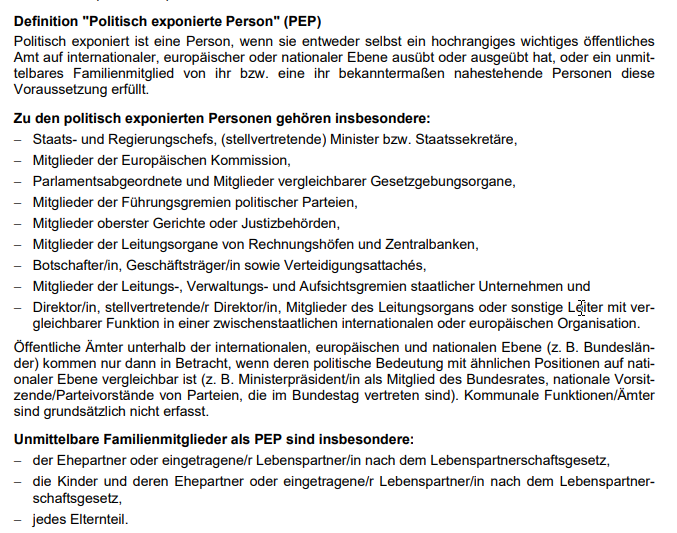 Definition "Politisch exponierte Person" (PEP)
Politisch exponiert ist eine Person, wenn sie entweder selbst ein hochrangiges wichtiges öffentliches
Amt auf internationaler, europäischer oder nationaler Ebene ausübt oder ausgeübt hat, oder ein unmit-
telbares Familienmitglied von ihr bzw. eine ihr bekanntermaßen nahestehende Personen diese
Voraussetzung erfüllt.
Zu den politisch exponierten Personen gehören insbesondere:
– Staats- und Regierungschefs, (stellvertretende) Minister bzw. Staatssekretäre,
– Mitglieder der Europäischen Kommission,
– Parlamentsabgeordnete und Mitglieder vergleichbarer Gesetzgebungsorgane,
– Mitglieder der Führungsgremien politischer Parteien,
– Mitglieder oberster Gerichte oder Justizbehörden,
– Mitglieder der Leitungsorgane von Rechnungshöfen und Zentralbanken,
– Botschafter/in, Geschäftsträger/in sowie Verteidigungsattachés,
– Mitglieder der Leitungs-, Verwaltungs- und Aufsichtsgremien staatlicher Unternehmen und
– Direktor/in, stellvertretende/r Direktor/in, Mitglieder des Leitungsorgans oder sonstige Leiter mit ver-
gleichbarer Funktion in einer zwischenstaatlichen internationalen oder europäischen Organisation.
Öffentliche Ämter unterhalb der internationalen, europäischen und nationalen Ebene (z. B. Bundeslän-
der) kommen nur dann in Betracht, wenn deren politische Bedeutung mit ähnlichen Positionen auf nati-
onaler Ebene vergleichbar ist (z. B. Ministerpräsident/in als Mitglied des Bundesrates, nationale Vorsit-
zende/Parteivorstände von Parteien, die im Bundestag vertreten sind). Kommunale Funktionen/Ämter
sind grundsätzlich nicht erfasst.
Unmittelbare Familienmitglieder als PEP sind insbesondere:
– der Ehepartner oder eingetragene/r Lebenspartner/in nach dem Lebenspartnerschaftsgesetz,
– die Kinder und deren Ehepartner oder eingetragene/r Lebenspartner/in nach dem Lebenspartner-
schaftsgesetz,
– jedes Elternteil.